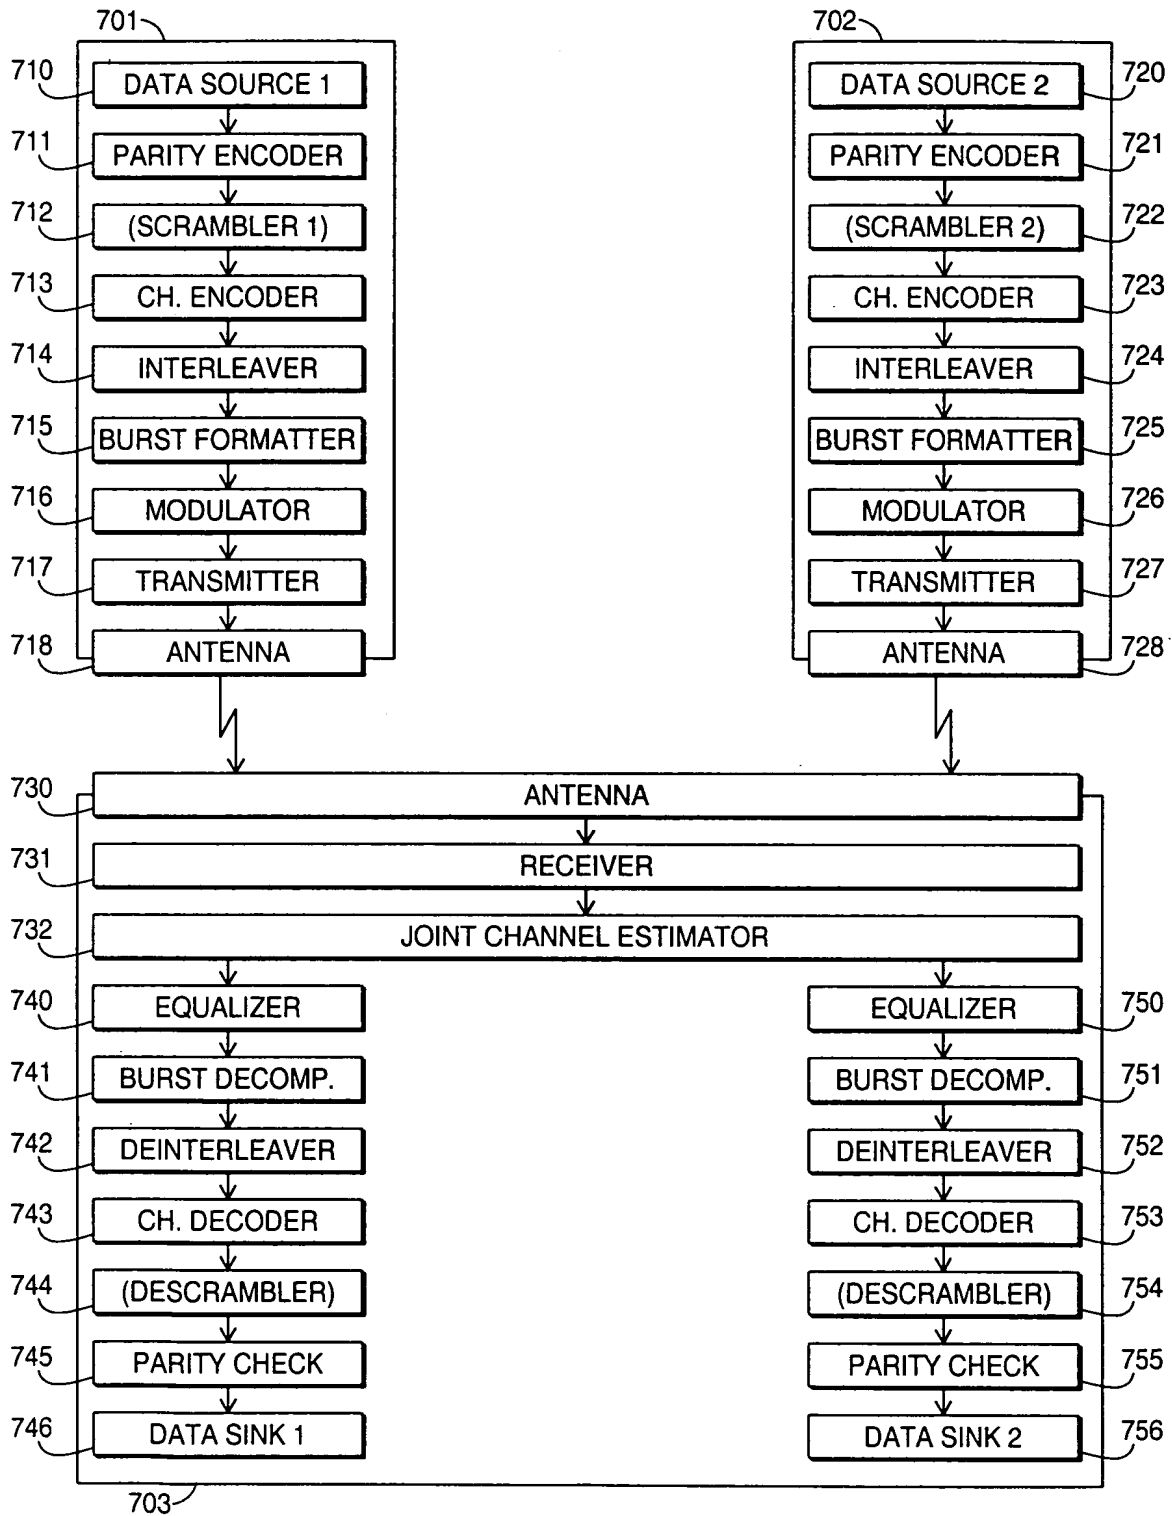 701
702
710
DATA SOURCE 1
DATA SOURCE 2
720
711
PARITY ENCODER
PARITY ENCODER
721
712
(SCRAMBLER 1)
(SCRAMBLER 2)
722
713
CH. ENCODER
CH. ENCODER
723
714
INTERLEAVER
INTERLEAVER
724
715
BURST FORMATTER
BURST FORMATTER
725
716
MODULATOR
MODULATOR
726
717
TRANSMITTER
TRANSMITTER
727
718
ANTENNA
ANTENNA
728
730
ANTENNA
731
RECEIVER
732
JOINT CHANNEL ESTIMATOR
740
EQUALIZER
EQUALIZER
750
741
BURST DECOMP.
BURST DECOMP.
751
742
DEINTERLEAVER
DEINTERLEAVER
752
743
CH. DECODER
CH. DECODER
753
744
(DESCRAMBLER)
(DESCRAMBLER)
754
745
PARITY CHECK
PARITY CHECK
755
746
DATA SINK 1
DATA SINK 2
756
703